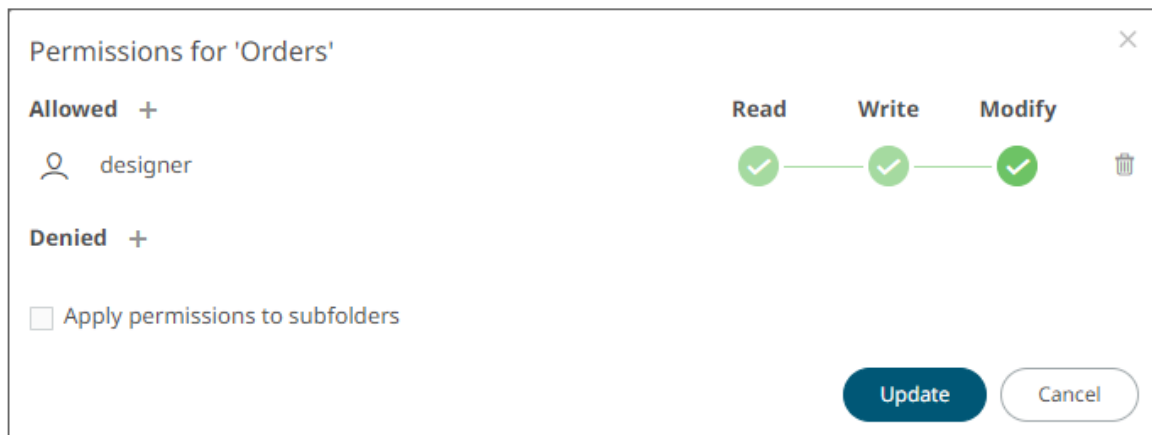 Permissions for 'Orders'
Allowed + Read Write Modify
designer
Denied +
Apply permissions to subfolders
Update Cancel